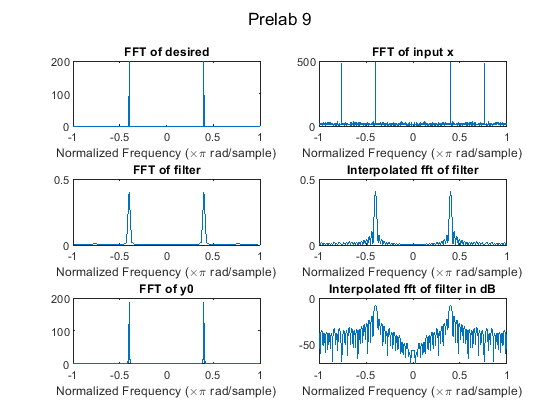 Prelab 9
FFT of desired
200
100
0
-1 -0.5 0 0.5 1
Normalized Frequency (×π rad/sample)
FFT of input x
500
0
-1 -0.5 0 0.5 1
Normalized Frequency (×π rad/sample)
FFT of filter
0.5
0
-1 -0.5 0 0.5 1
Normalized Frequency (×π rad/sample)
Interpolated fft of filter
0.5
0
-1 -0.5 0 0.5 1
Normalized Frequency (×π rad/sample)
FFT of y0
200
100
0
-1 -0.5 0 0.5 1
Normalized Frequency (×π rad/sample)
Interpolated fft of filter in dB
0
-50
-1 -0.5 0 0.5 1
Normalized Frequency (×π rad/sample)